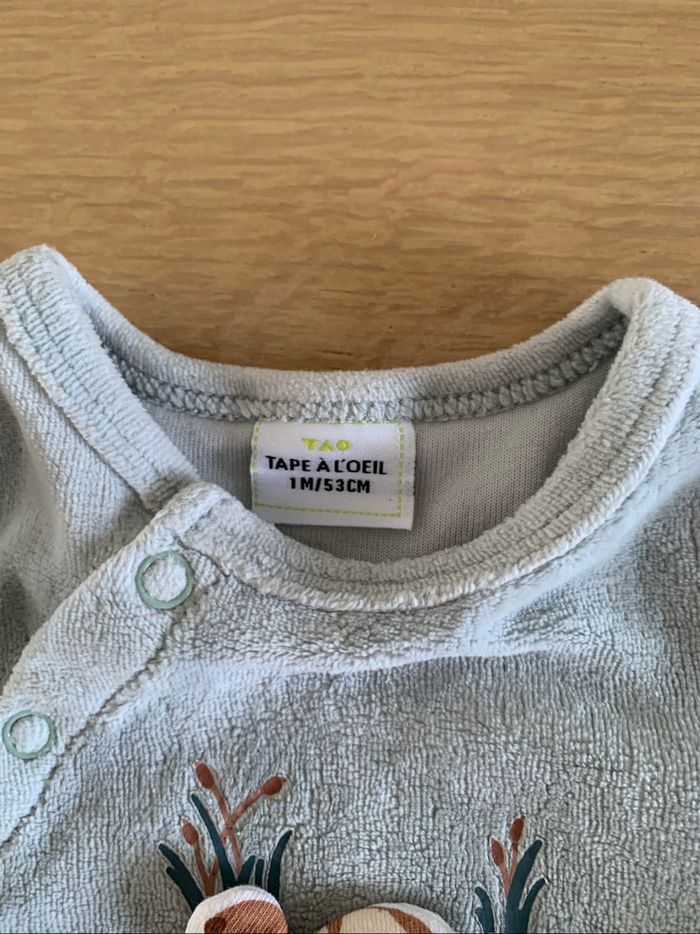 TAO
TAPE À L'OEIL
1M/53CM